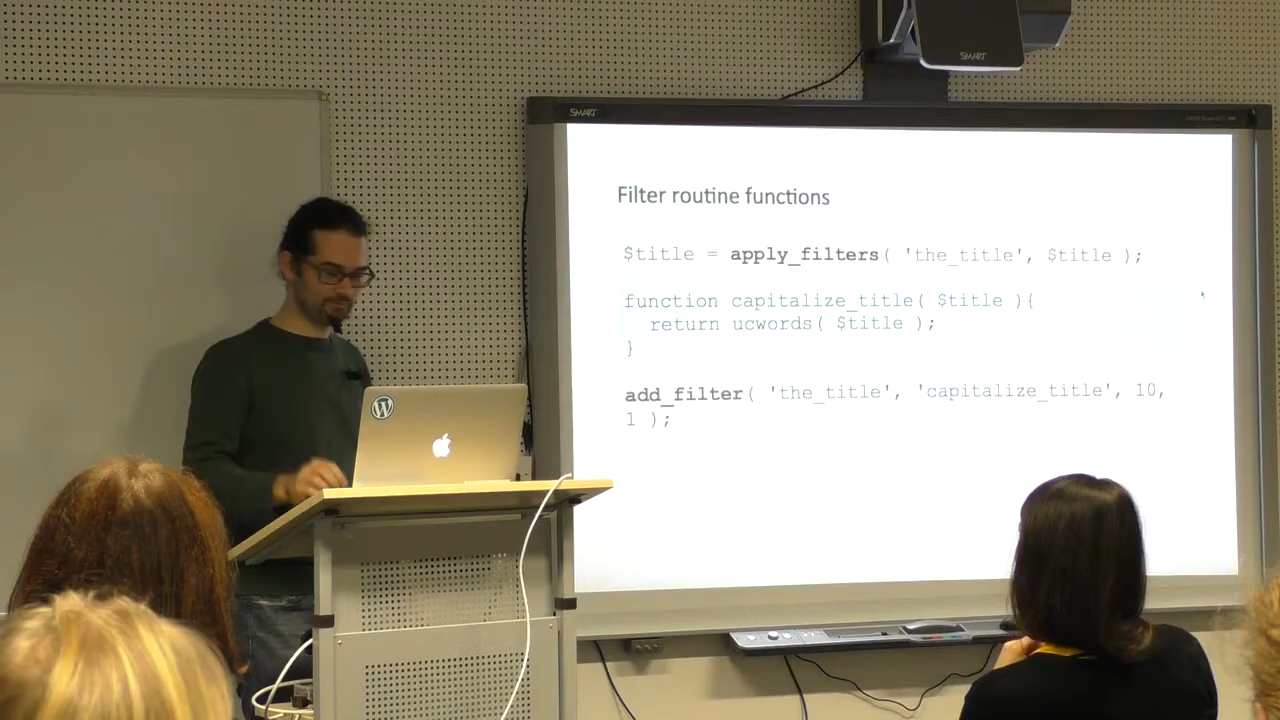 SMART
SMART
Filter routine functions
$title = apply_filters( 'the_title', $title );
function capitalize_title( $title ){
return ucwords( $title );
}
add_filter( 'the_title', 'capitalize_title', 10,
1 );